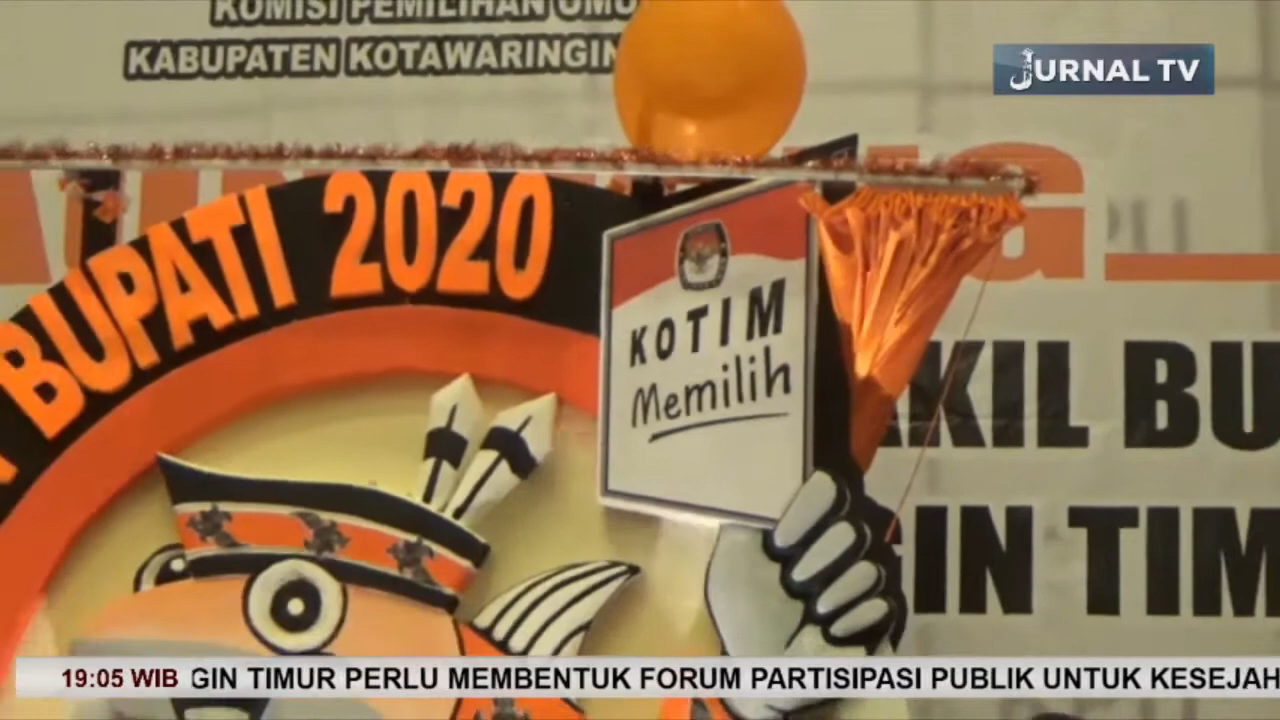 KOMISI PEMILIHAN UMU
KABUPATEN KOTAWARINGIN
JURNAL TV
BUPATI 2020
KOTIM
Memilih
AKIL BU
GIN TIM
19:05 WIB GIN TIMUR PERLU MEMBENTUK FORUM PARTISIPASI PUBLIK UNTUK KESEJAH